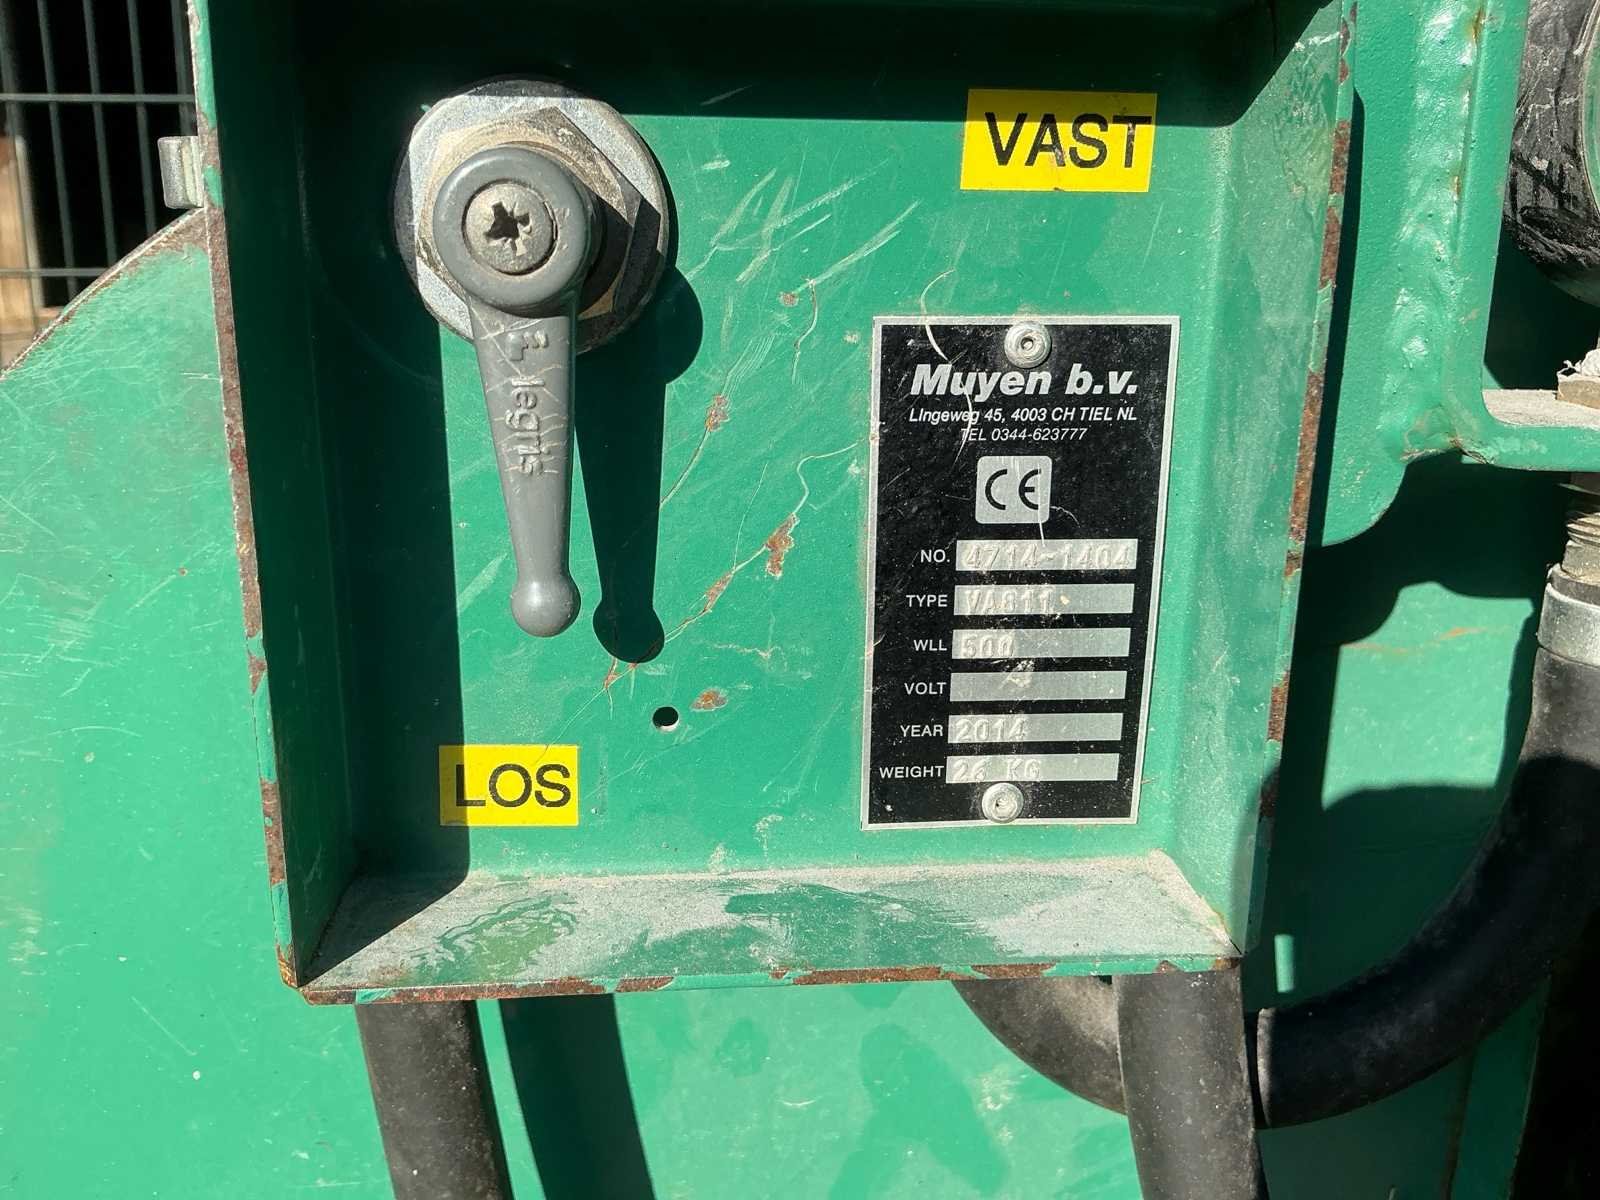 VAST
legris
LOS
Muyen b.v.
Lingeweg 45, 4003 CH TIEL NL
TEL 0344-623777
CE
NO. 4714-1404
TYPE VAS11
WLL 500
VOLT
YEAR 2014
WEIGHT 26 KG